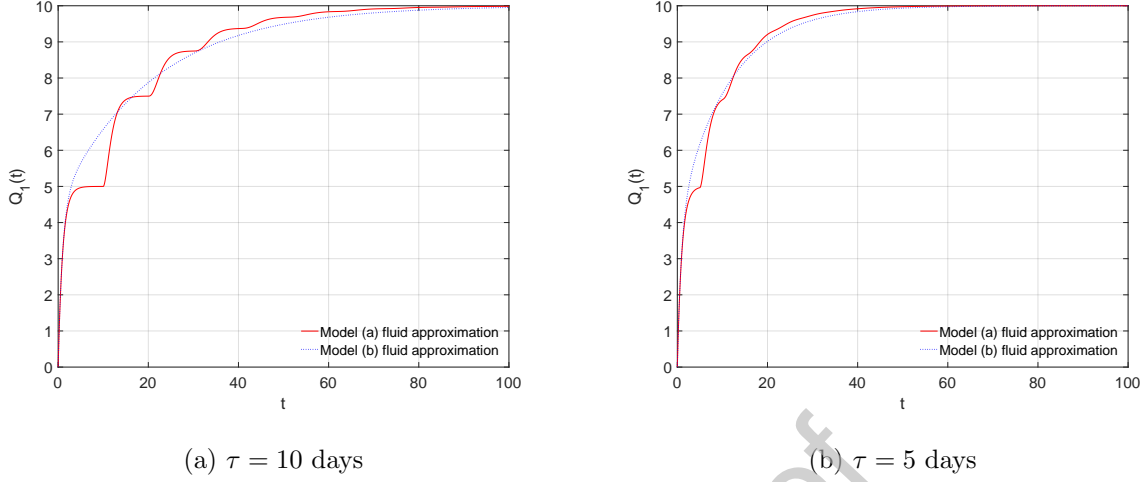 10
9
8
7
6
5
4
3
2
1
0
Q1(t)
0 20 40 60 80 100
t
Model (a) fluid approximation
Model (b) fluid approximation
(a) τ = 10 days
10
9
8
7
6
5
4
3
2
1
0
Q1(t)
0 20 40 60 80 100
t
Model (a) fluid approximation
Model (b) fluid approximation
(b) τ = 5 days
of